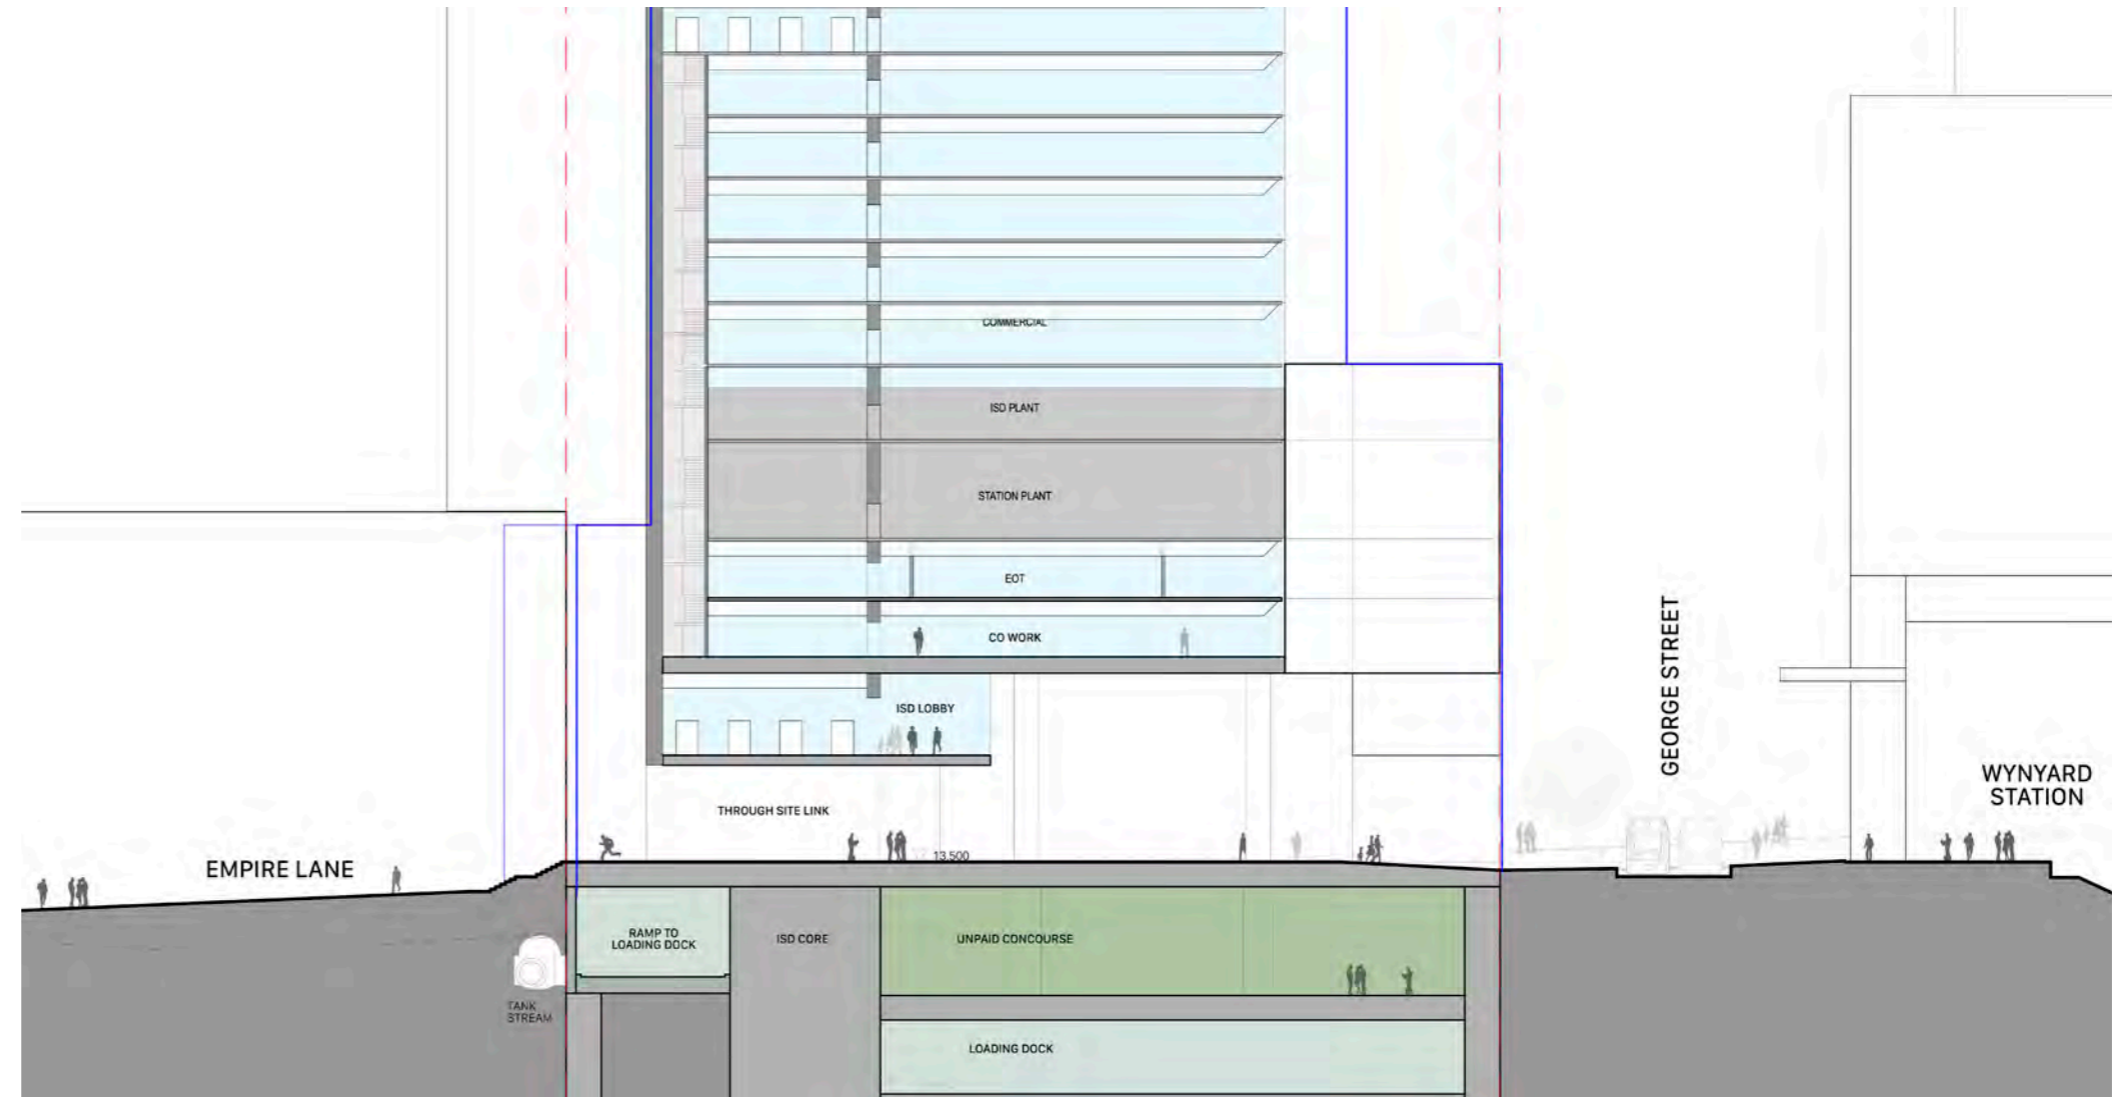 COMMERCIAL
ISD PLANT
STATION PLANT
EOT
CO WORK
ISD LOBBY
THROUGH SITE LINK
13.500
EMPIRE LANE
GEORGE STREET
WYNYARD
STATION
RAMP TO
LOADING DOCK
ISD CORE
UNPAID CONCOURSE
TANK
STREAM
LOADING DOCK